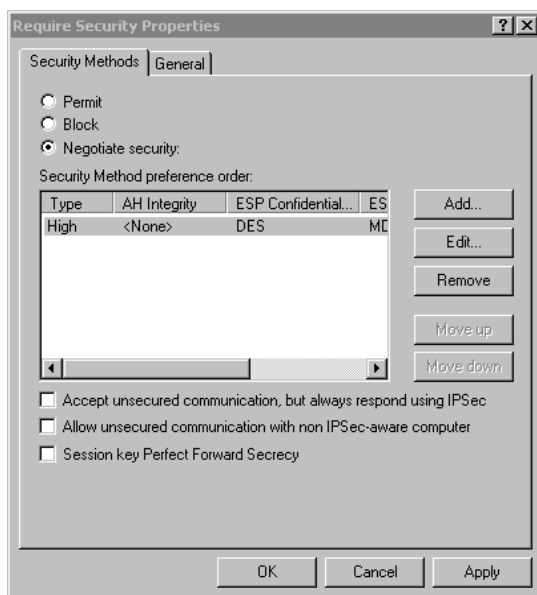 Require Security Properties
Security Methods General
Permit
Block
Negotiate security:
Security Method preference order:
Type AH Integrity ESP Confidential... ES
High <None> DES MD
Add...
Edit...
Remove
Move up
Move down
Accept unsecured communication, but always respond using IPSec
Allow unsecured communication with non IPSec-aware computer
Session key Perfect Forward Secrecy
OK Cancel Apply